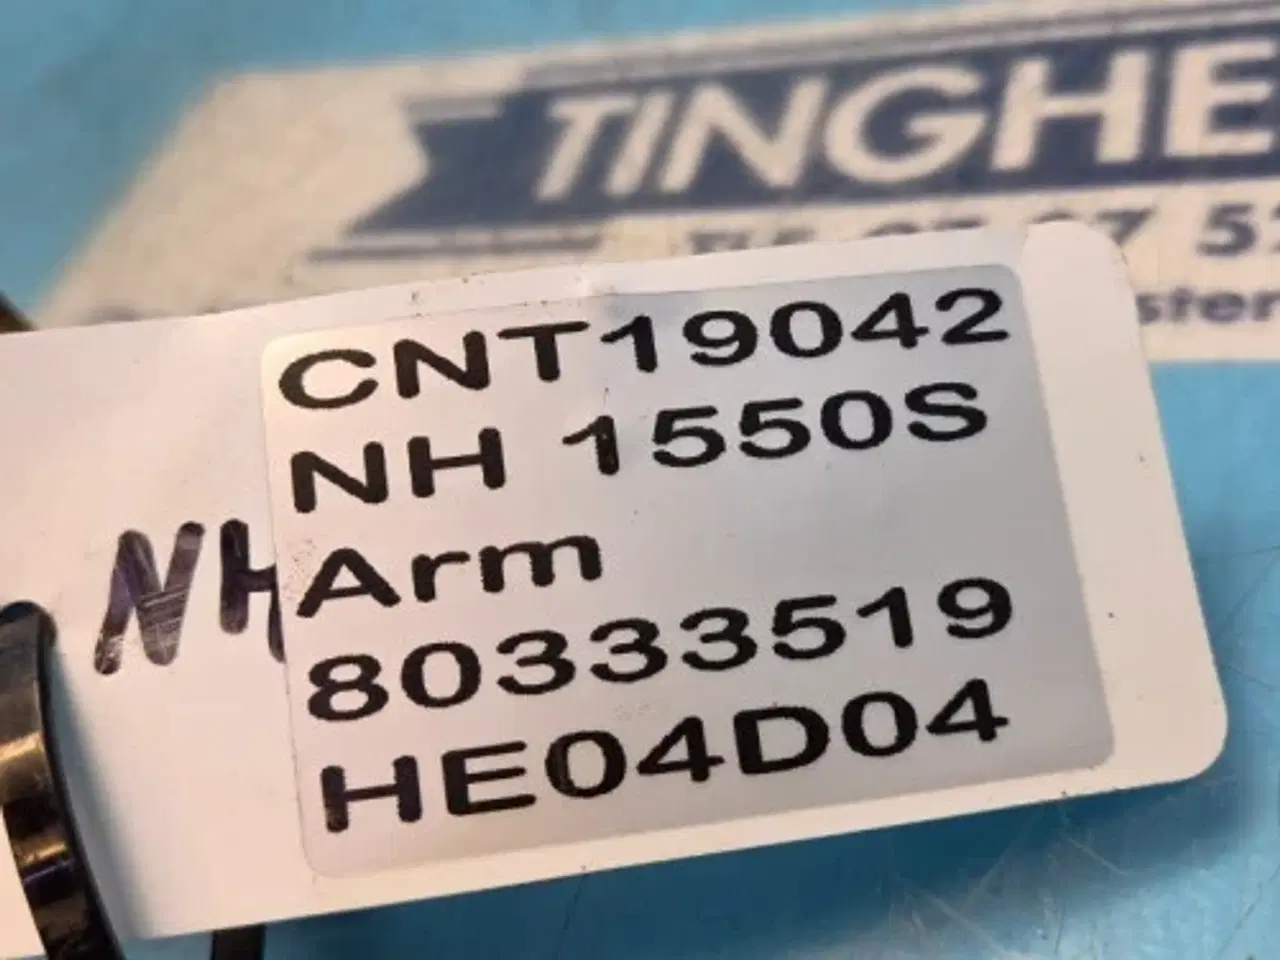 TINGHE
CNT19042
NH 1550S
Arm
80333519
HE04D04
NH